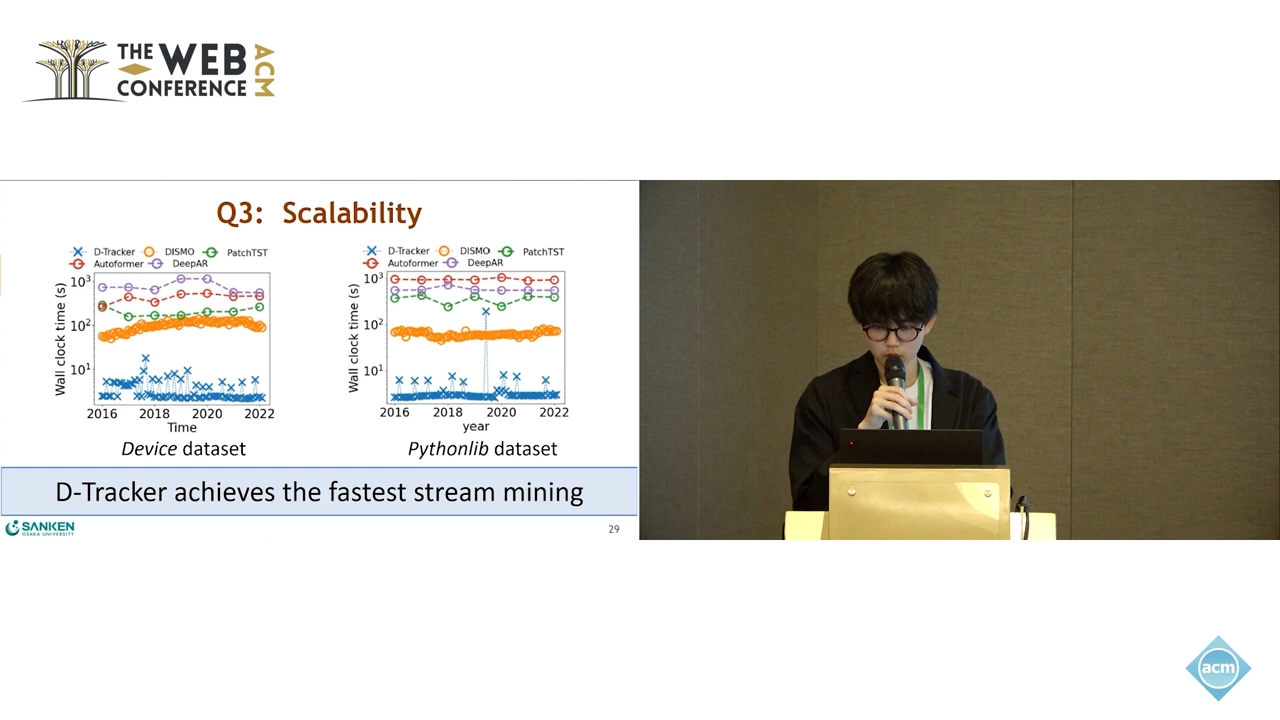 THE WEB
CONFERENCE
ACM
Q3: Scalability
D-Tracker DISMO PatchTST
Autoformer DeepAR
Wall clock time (s)
10³
10²
10¹
2016 2018 2020 2022
Time
Device dataset
D-Tracker DISMO PatchTST
Autoformer DeepAR
Wall clock time (s)
10³
10²
10¹
2016 2018 2020 2022
year
Pythonlib dataset
D-Tracker achieves the fastest stream mining
SANKEN
OSAKA UNIVERSITY
29
acm